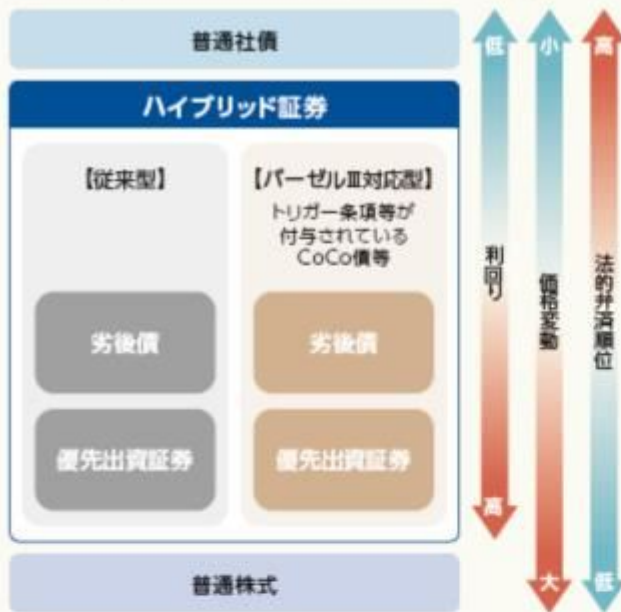 普通社債
ハイブリッド証券
【従来型】
劣後債
優先出資証券
【バーゼルⅢ対応型】
トリガー条項等が
付与されている
CoCo債等
劣後債
優先出資証券
普通株式
低
利回り
高
小
価格変動
大
高
法的弁済順位
低